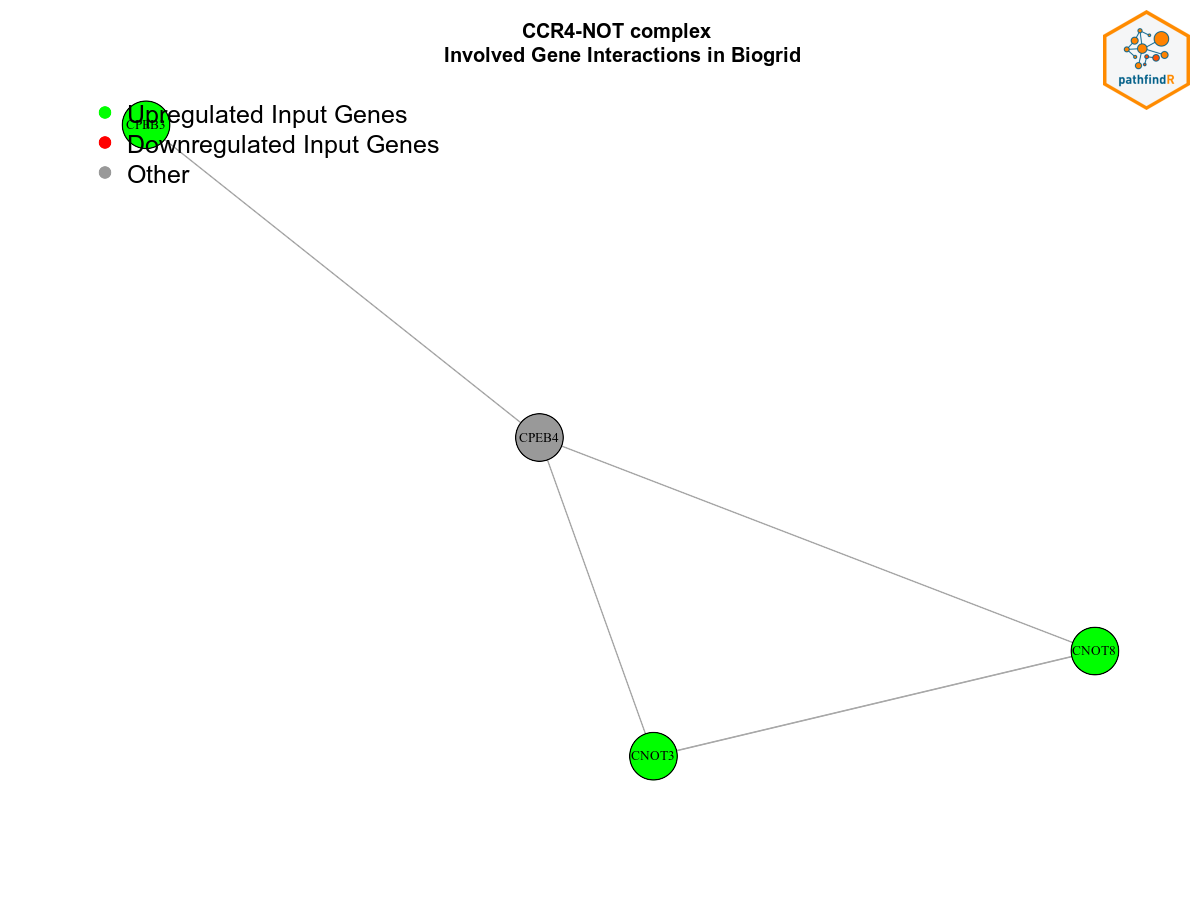 CCR4-NOT complex
Involved Gene Interactions in Biogrid
pathfindR
Upregulated Input Genes
Downregulated Input Genes
Other
CPEB4
CNOT8
CNOT3